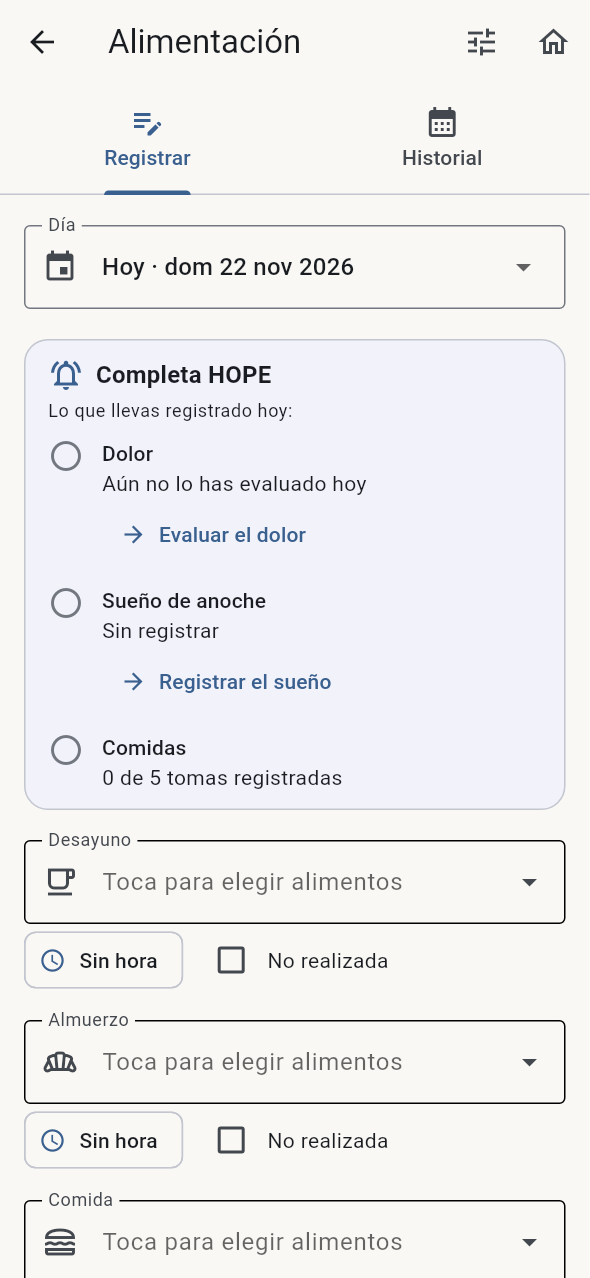 Alimentación
Registrar
Historial
Día
Hoy · dom 22 nov 2026
Completa HOPE
Lo que llevas registrado hoy:
Dolor
Aún no lo has evaluado hoy
Evaluar el dolor
Sueño de anoche
Sin registrar
Registrar el sueño
Comidas
0 de 5 tomas registradas
Desayuno
Toca para elegir alimentos
Sin hora
No realizada
Almuerzo
Toca para elegir alimentos
Sin hora
No realizada
Comida
Toca para elegir alimentos